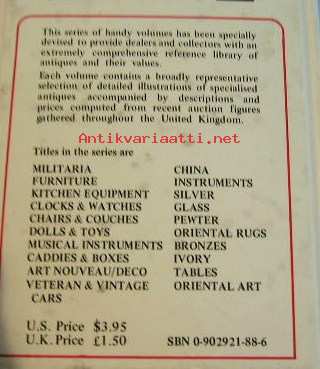 This series of handy volumes has been specially
devised to provide dealers and collectors with an
extremely comprehensive reference library of
antiques and their values.
Each volume contains a broadly representative
selection of detailed illustrations of specialised
antiques accompanied by descriptions and
prices computed from recent auction figures
gathered throughout the United Kingdom.
Antikvariaatti.net
Titles in the series are
MILITARIA
FURNITURE
KITCHEN EQUIPMENT
CLOCKS & WATCHES
CHAIRS & COUCHES
DOLLS & TOYS
MUSICAL INSTRUMENTS
CADDIES & BOXES
ART NOUVEAU/DECO
VETERAN & VINTAGE
CARS
CHINA
INSTRUMENTS
SILVER
GLASS
PEWTER
ORIENTAL RUGS
BRONZES
IVORY
TABLES
ORIENTAL ART
U.S. Price $3.95
U.K. Price £1.50
SBN 0-902921-88-6